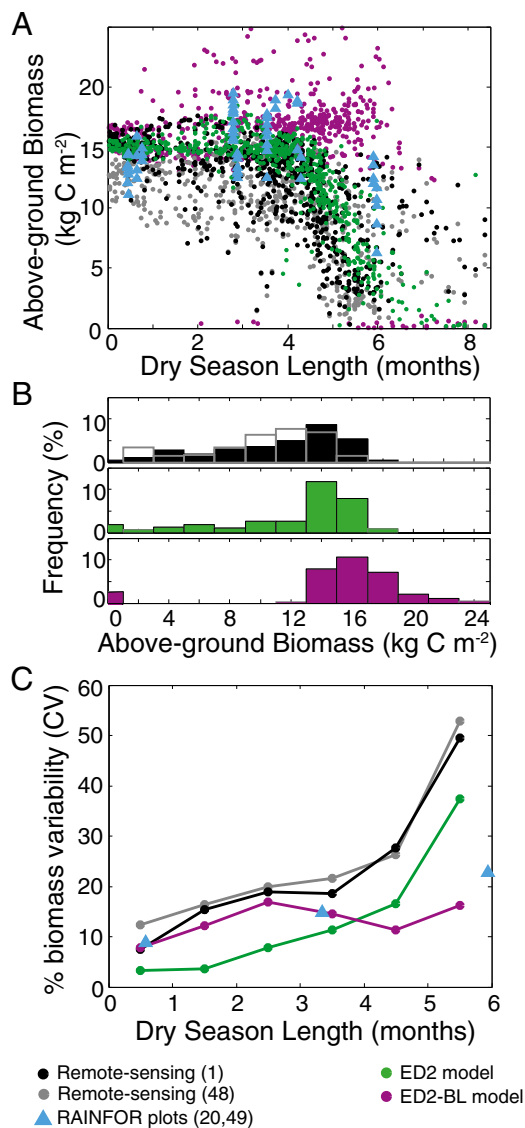 A
Above-ground Biomass
(kg C m-2)
20
15
10
5
0
0 2 4 6 8
Dry Season Length (months)
B
Frequency (%)
10
0
10
0
10
0
0 4 8 12 16 20 24
Above-ground Biomass (kg C m-2)
C
% biomass variability (CV)
60
50
40
30
20
10
0
0 1 2 3 4 5 6
Dry Season Length (months)
Remote-sensing (1)
Remote-sensing (48)
RAINFOR plots (20,49)
ED2 model
ED2-BL model